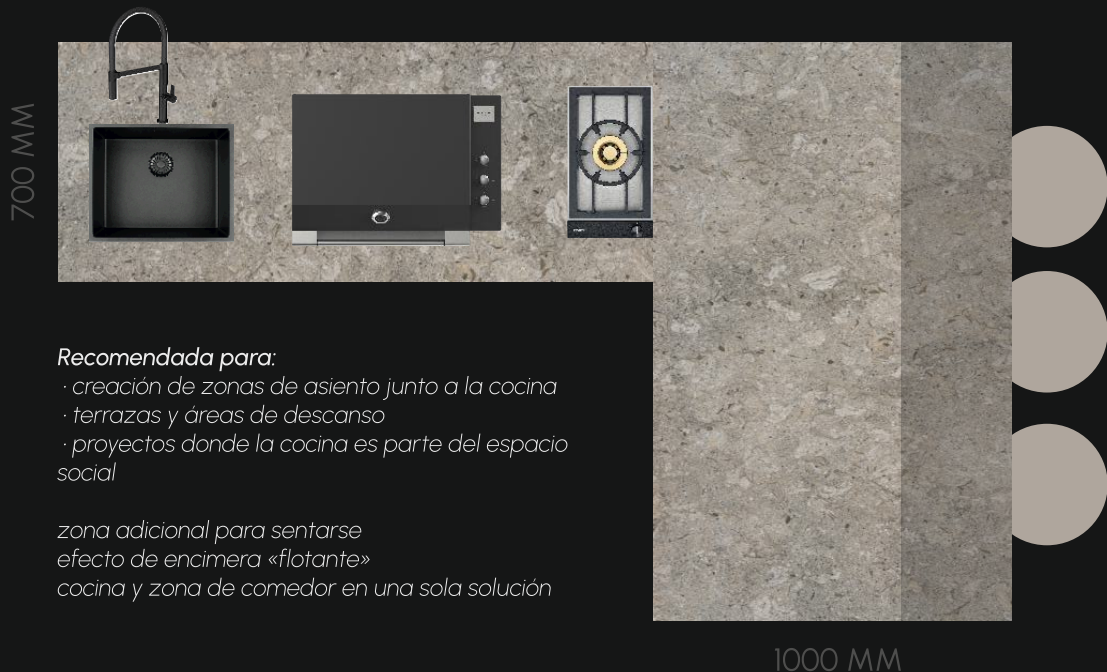 700 MM
Recomendada para:
· creación de zonas de asiento junto a la cocina
· terrazas y áreas de descanso
· proyectos donde la cocina es parte del espacio
social
zona adicional para sentarse
efecto de encimera «flotante»
cocina y zona de comedor en una sola solución
1000 MM